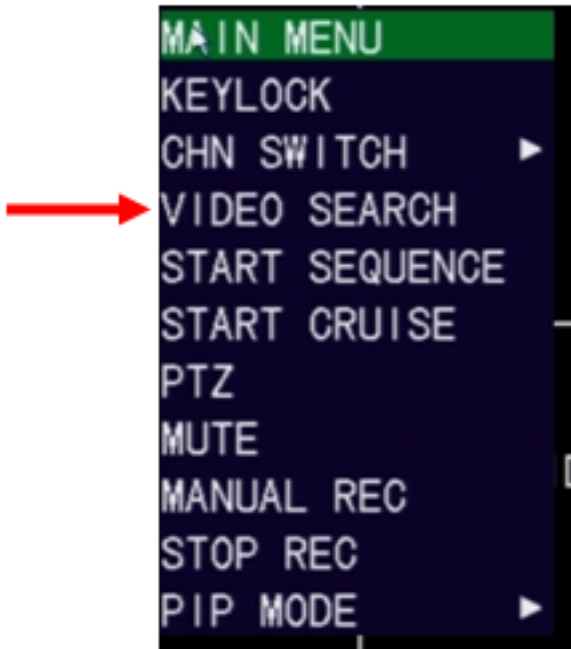 MAIN MENU
KEYLOCK
CHN SWITCH
VIDEO SEARCH
START SEQUENCE
START CRUISE
PTZ
MUTE
MANUAL REC
STOP REC
PIP MODE